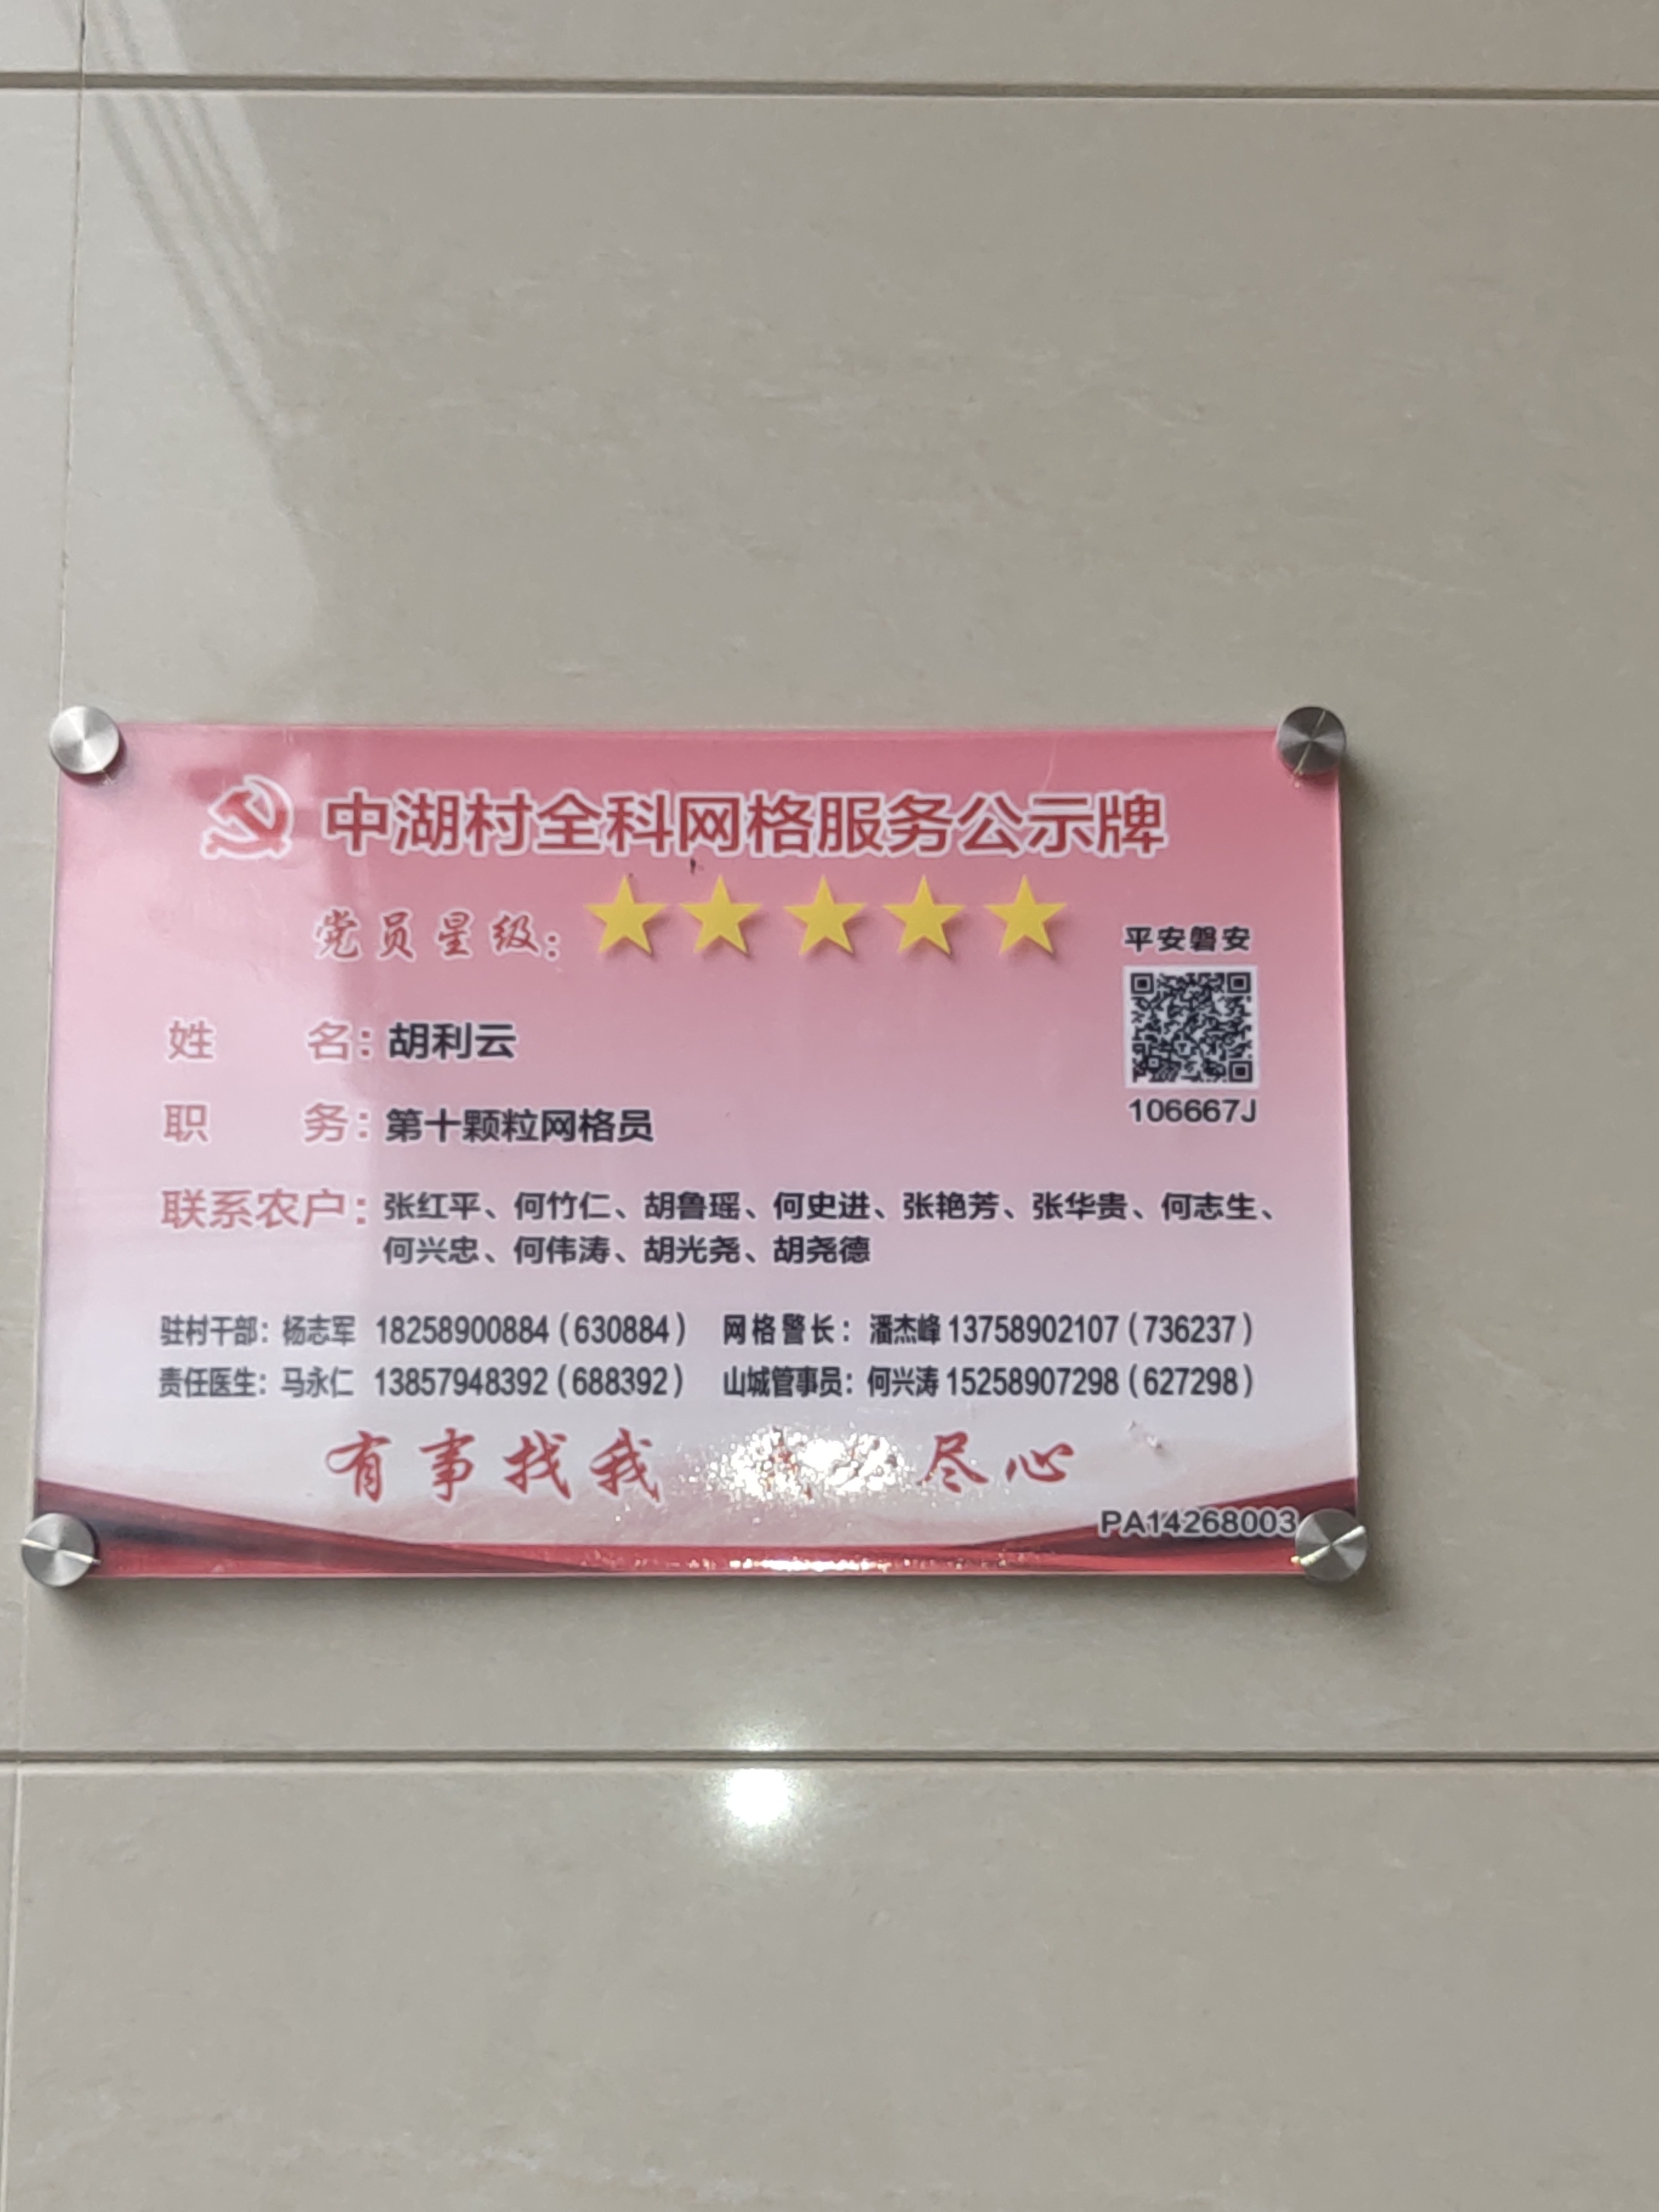 中湖村全科网格服务公示牌
党员星级：
平安磐安
106667J
姓 名：胡利云
职 务：第十颗粒网格员
联系农户：张红平、何竹仁、胡鲁瑶、何史进、张艳芳、张华贵、何志生、
何兴忠、何伟涛、胡光尧、胡尧德
驻村干部：杨志军 18258900884（630884） 网格警长：潘杰峰 13758902107（736237）
责任医生：马永仁 13857948392（688392） 山城管事员：何兴涛 15258907298（627298）
有事找我 尽心
PA14268003